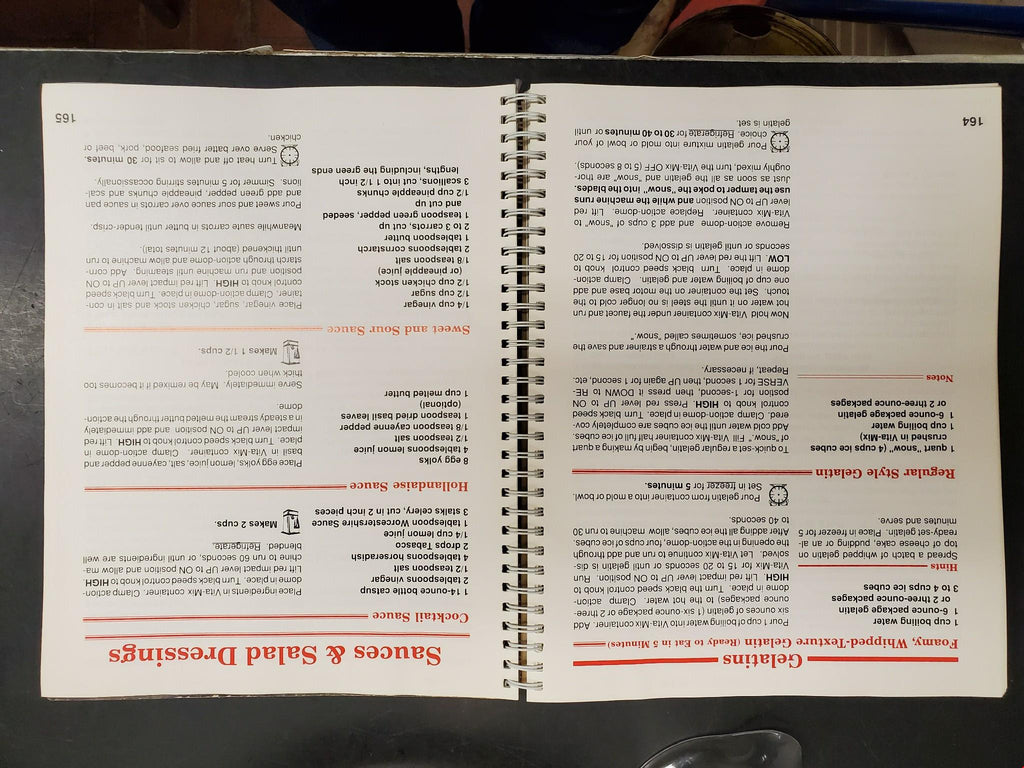 Gelatins
Foamy, Whipped-Texture Gelatin (Ready to Eat in 5 Minutes)
1 cup boiling water
1 6-ounce package gelatin
or 2 three-ounce packages
3 to 4 cups ice cubes
Hints
Spread a batch of whipped gelatin on
top of cheese cake, pudding or an al-
ready-set gelatin. Place in freezer for 5
minutes and serve.
Pour 1 cup of boiling water into Vita-Mix container. Add
six ounces of gelatin (1 six-ounce package or 2 three-
ounce packages) to the hot water. Clamp action-
dome in place. Turn black speed control knob to
HIGH. Lift red impact lever UP to ON position. Run
Vita-Mix for 15 to 20 seconds or until gelatin is dis-
solved. Let Vita-Mix continue to run and add through
the opening in the action-dome, four cups of ice cubes.
After adding all the ice cubes, allow machine to run 30
to 40 seconds.
Pour gelatin from container into a mold or bowl.
Set in freezer for 5 minutes.
Regular Style Gelatin
1 quart "snow" (4 cups ice cubes
crushed in Vita-Mix)
1 cup boiling water
1 6-ounce package gelatin
or 2 three-ounce packages
Notes
To quick-set a regular gelatin, begin by making a quart
of "snow." Fill Vita-Mix container half full of ice cubes.
Add cold water until the ice cubes are completely cov-
ered. Clamp action-dome in place. Turn black speed
control knob to HIGH. Press red lever UP to ON
position for 1-second, then press it DOWN to RE-
VERSE for 1 second, then UP again for 1 second, etc.
Repeat, if necessary.
Pour the ice and water through a strainer and save the
crushed ice, sometimes called "snow."
Now hold Vita-Mix container under the faucet and run
hot water on it until the steel is no longer cold to the
touch. Set the container on the motor base and add
one cup of boiling water and gelatin. Clamp action-
dome in place. Turn black speed control knob to
LOW. Lift the red lever UP to ON position for 15 to 20
seconds or until gelatin is dissolved.
Remove action-dome and add 3 cups of "snow" to
Vita-Mix container. Replace action-dome. Lift red
lever UP to ON position and while the machine runs
use the tamper to poke the "snow" into the blades.
Just as soon as all the gelatin and "snow" are thor-
oughly mixed, turn the Vita-Mix OFF (5 to 8 seconds).
Pour gelatin mixture into mold or bowl of your
choice. Refrigerate for 30 to 40 minutes or until
gelatin is set.
164
Sauces & Salad Dressings
Cocktail Sauce
1 14-ounce bottle catsup
2 tablespoons vinegar
1/2 teaspoon salt
4 tablespoons horseradish
2 drops Tabasco
1/4 cup lemon juice
1 tablespoon Worcestershire Sauce
3 stalks celery, cut in 2 inch pieces
Place ingredients in Vita-Mix container. Clamp action-
dome in place. Turn black speed control knob to HIGH.
Lift red impact lever UP to ON position and allow ma-
chine to run 60 seconds, or until ingredients are well
blended. Refrigerate.
Makes 2 cups.
Hollandaise Sauce
8 egg yolks
4 tablespoons lemon juice
1/2 teaspoon salt
1/8 teaspoon cayenne pepper
1 teaspoon dried basil leaves
(optional)
1 cup melted butter
Place egg yolks, lemon juice, salt, cayenne pepper and
basil in Vita-Mix container. Clamp action-dome in
place. Turn black speed control knob to HIGH. Lift red
impact lever UP to ON position and immediately add
in a steady stream the melted butter through the action-
dome
Serve immediately. May be remixed if it becomes too
thick when cooled.
Makes 1 1/2 cups.
Sweet and Sour Sauce
1/4 cup vinegar
1/2 cup sugar
1/2 cup chicken stock
(or pineapple juice)
1/8 teaspoon salt
2 tablespoons cornstarch
1 tablespoon butter
2 to 3 carrots, cut up
1 teaspoon green pepper, seeded
and cut up
1/2 cup pineapple chunks
3 scallions, cut into 1 1/2 inch
lengths, including the green ends
Place vinegar, sugar, chicken stock and salt in con-
tainer. Clamp action-dome in place. Turn black speed
control knob to HIGH. Lift red impact lever UP to ON
position and run machine until steaming. Add corn-
starch through action-dome and allow machine to run
until thickened (about 12 minutes total).
Meanwhile saute carrots in butter until tender-crisp.
Pour sweet and sour sauce over carrots in sauce pan
and add green pepper, pineapple chunks and scal-
lions. Simmer for 5 minutes stirring occasionally.
Turn off heat and allow to sit for 30 minutes.
Serve over batter fried seafood, pork, beef or
chicken.
165